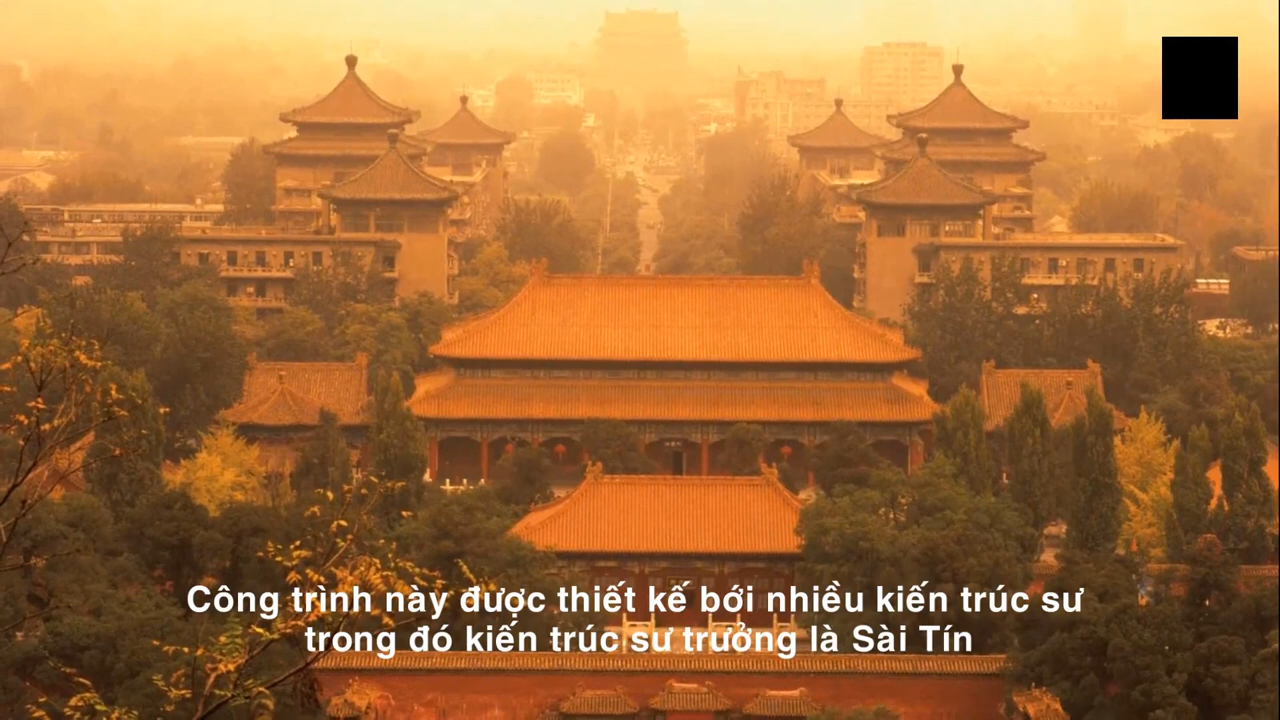 Công trình này được thiết kế bới nhiều kiến trúc sư
trong đó kiến trúc sư trưởng là Sài Tín